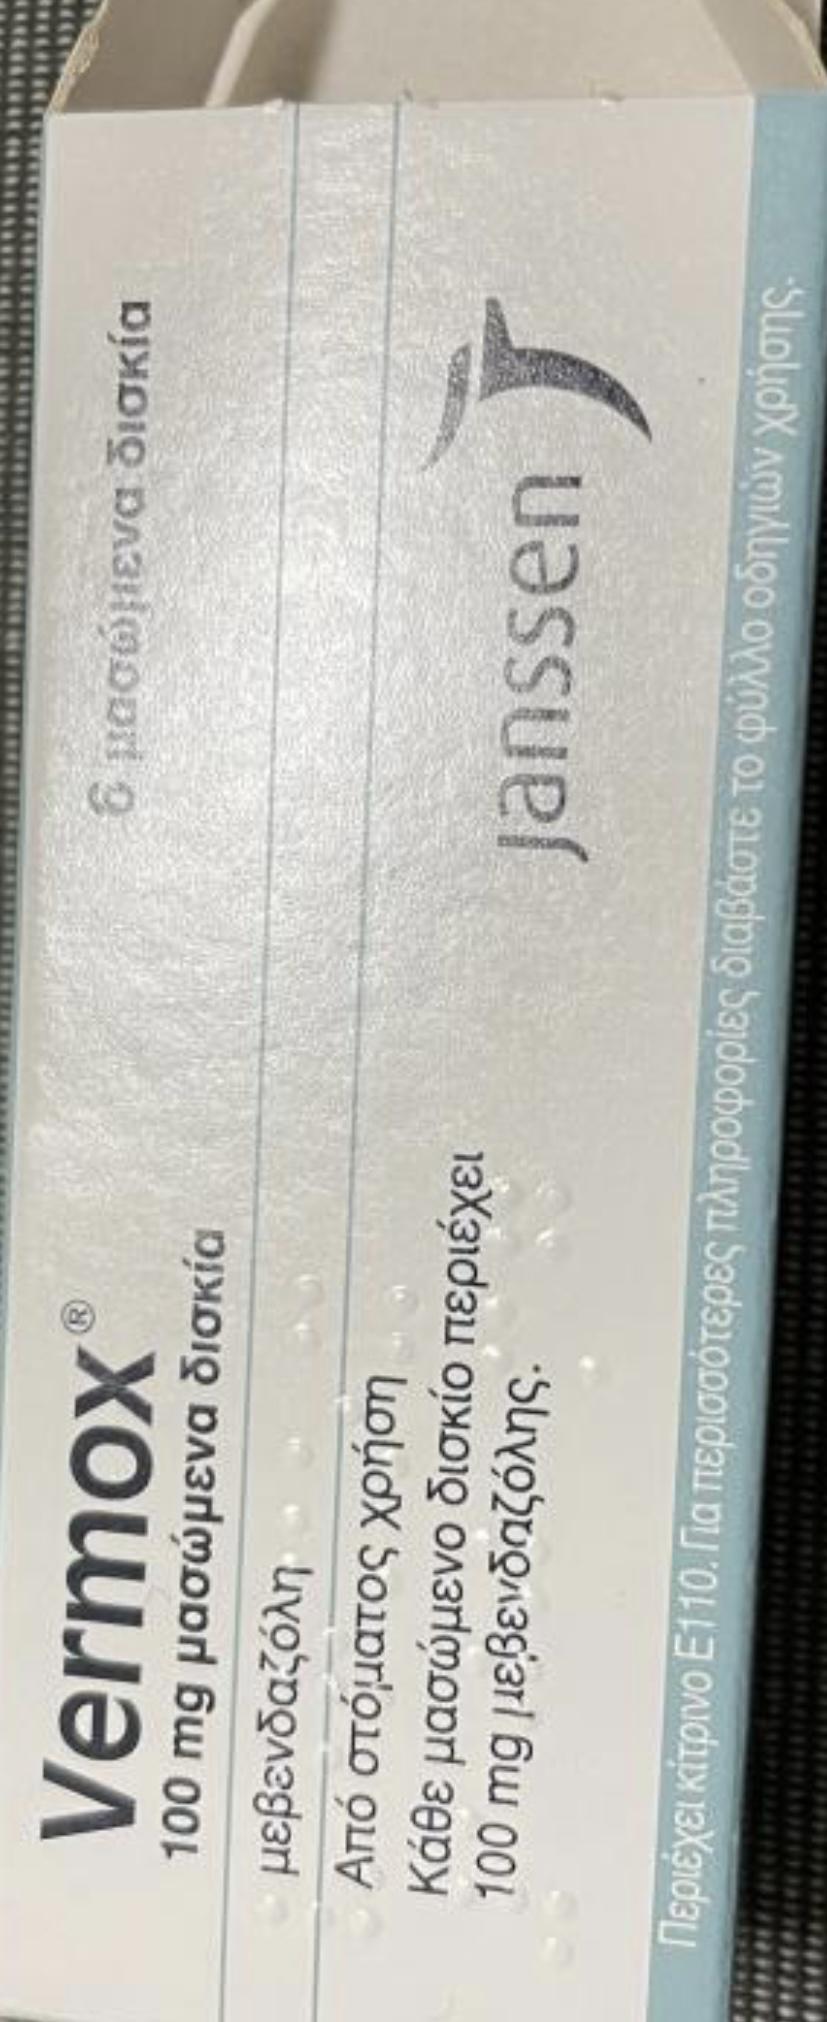 Vermox®
100 mg μασώμενα δισκία
6 μασώμενα δισκία
μεβενδαζόλη
Από στόματος χρήση
Κάθε μασώμενο δισκίο περιέχει
100 mg μεβενδαζόλης.
janssen
Περιέχει κίτρινο E110. Για περισσότερες πληροφορίες διαβάστε το φύλλο οδηγιών χρήσης.